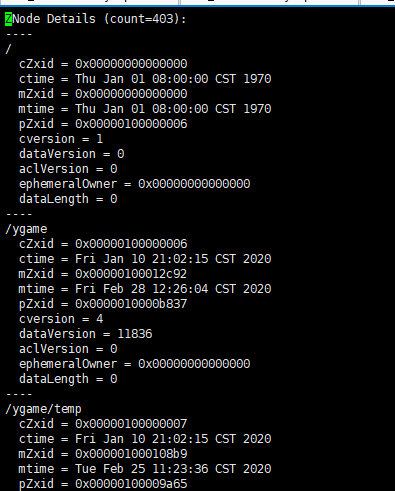 ZNode Details (count=403):
----
/
cZxid = 0x00000000000000
ctime = Thu Jan 01 08:00:00 CST 1970
mZxid = 0x00000000000000
mtime = Thu Jan 01 08:00:00 CST 1970
pZxid = 0x00000100000006
cversion = 1
dataVersion = 0
aclVersion = 0
ephemeralOwner = 0x00000000000000
dataLength = 0
----
/ygame
cZxid = 0x00000100000006
ctime = Fri Jan 10 21:02:15 CST 2020
mZxid = 0x00000100012c92
mtime = Fri Feb 28 12:26:04 CST 2020
pZxid = 0x0000010000b837
cversion = 4
dataVersion = 11836
aclVersion = 0
ephemeralOwner = 0x00000000000000
dataLength = 0
----
/ygame/temp
cZxid = 0x00000100000007
ctime = Fri Jan 10 21:02:15 CST 2020
mZxid = 0x000001000108b9
mtime = Tue Feb 25 11:23:36 CST 2020
pZxid = 0x00000100009a65